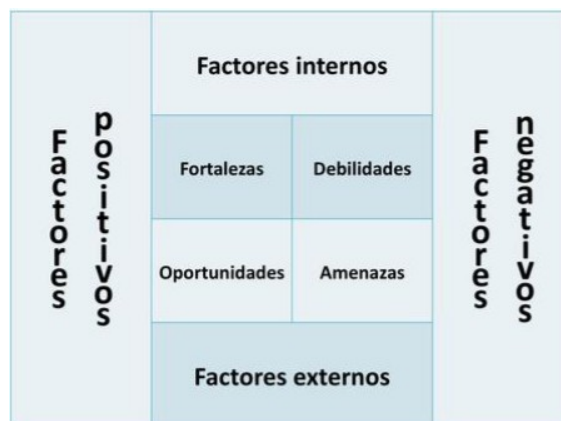 Factores
positivos
Factores internos
Fortalezas
Debilidades
Oportunidades
Amenazas
Factores externos
Factores
negativos